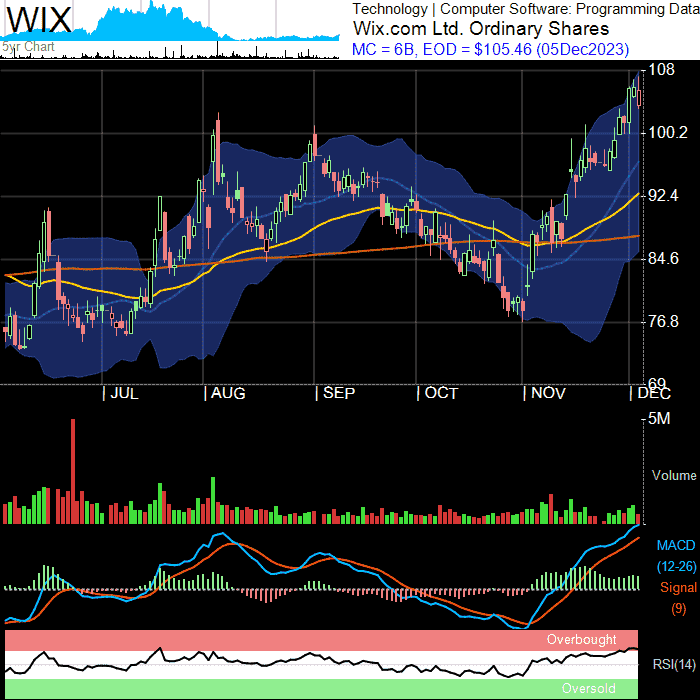 WIX
5yr Chart
Technology | Computer Software: Programming Data
Wix.com Ltd. Ordinary Shares
MC = 6B, EOD = $105.46 (05Dec2023)
108
100.2
92.4
84.6
76.8
69
| JUL | AUG | SEP | OCT | NOV | DEC
5M
Volume
MACD
(12-26)
Signal
(9)
Overbought
RSI(14)
Oversold